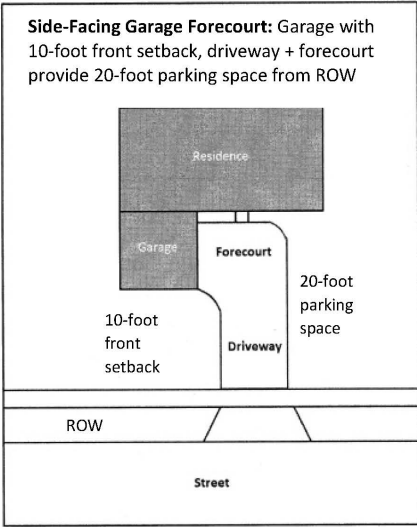 Side-Facing Garage Forecourt: Garage with
10-foot front setback, driveway + forecourt
provide 20-foot parking space from ROW
Residence
Garage
Forecourt
20-foot
parking
space
10-foot
front
setback
Driveway
ROW
Street